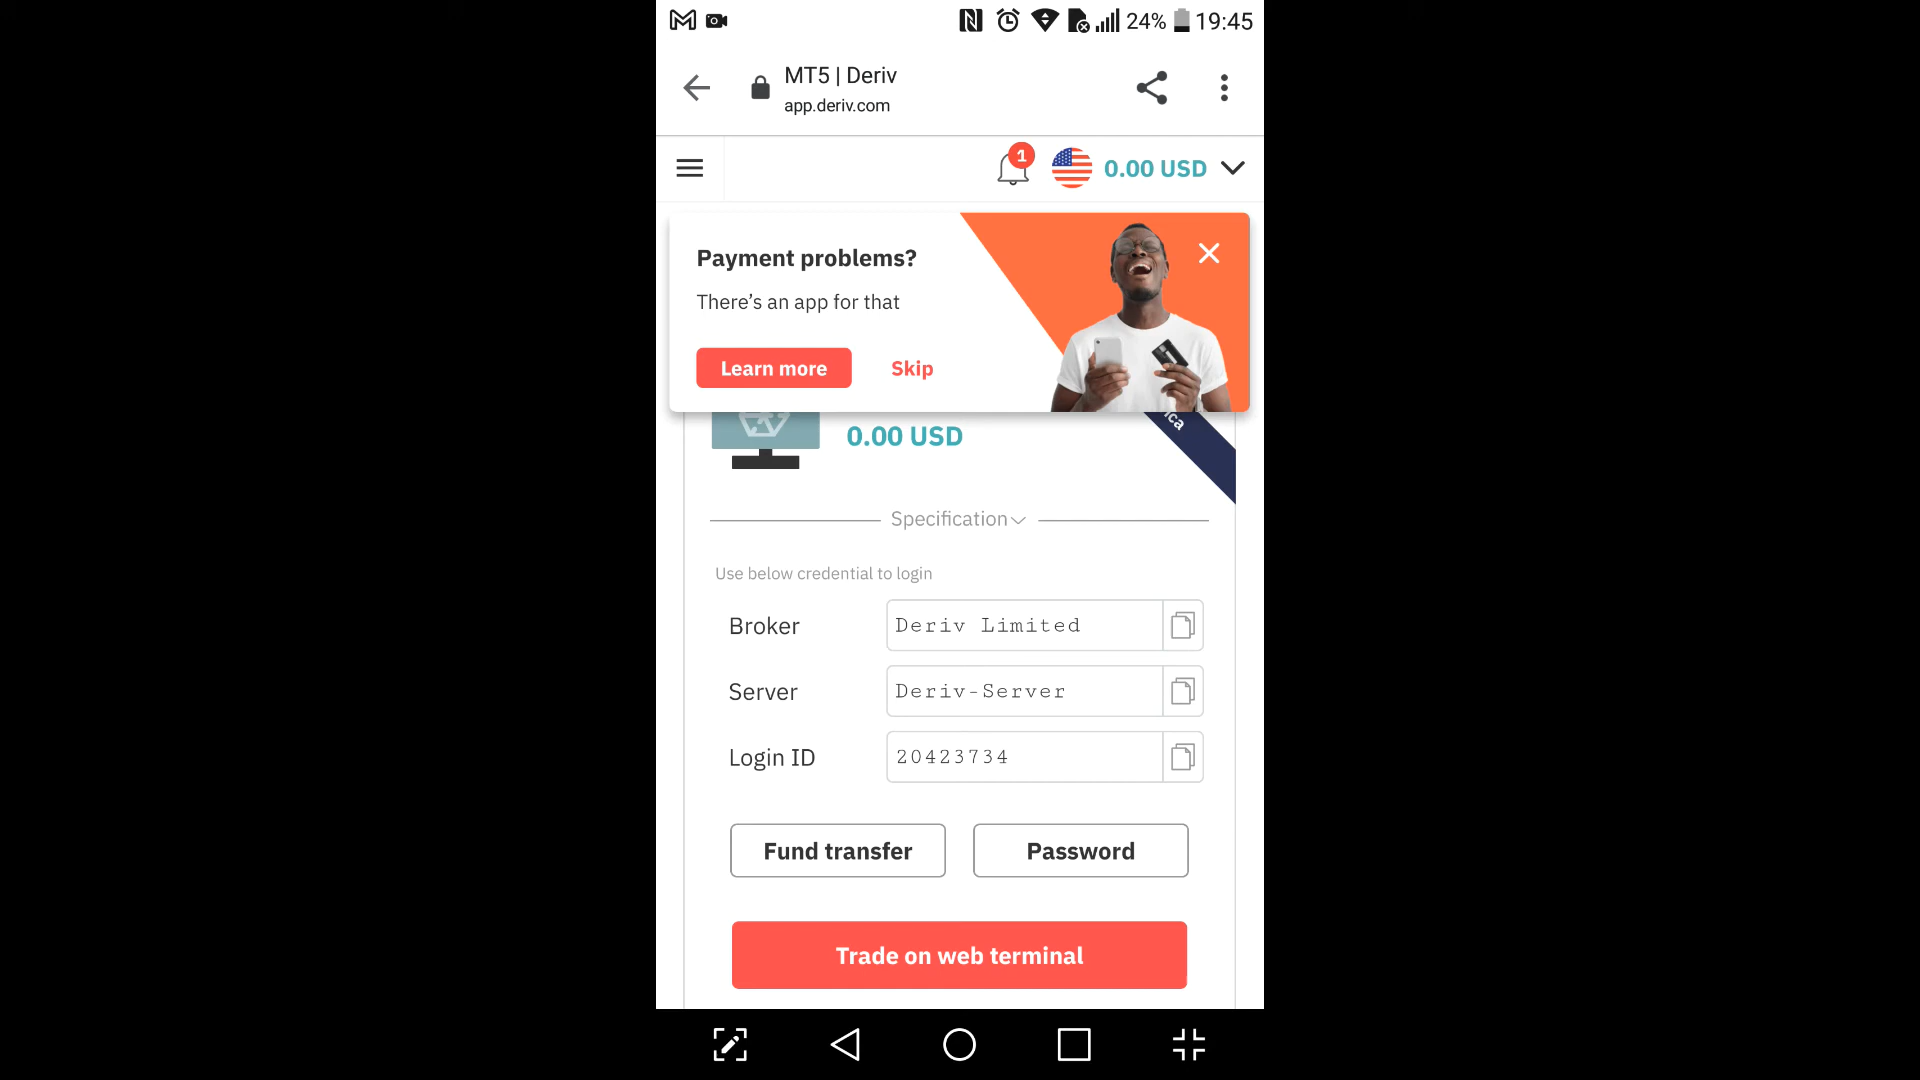 24% 19:45
MT5 | Deriv
app.deriv.com
1
0.00 USD
Payment problems?
There's an app for that
Learn more Skip
ica
0.00 USD
Specification
Use below credential to login
Broker Deriv Limited
Server Deriv-Server
Login ID 20423734
Fund transfer Password
Trade on web terminal